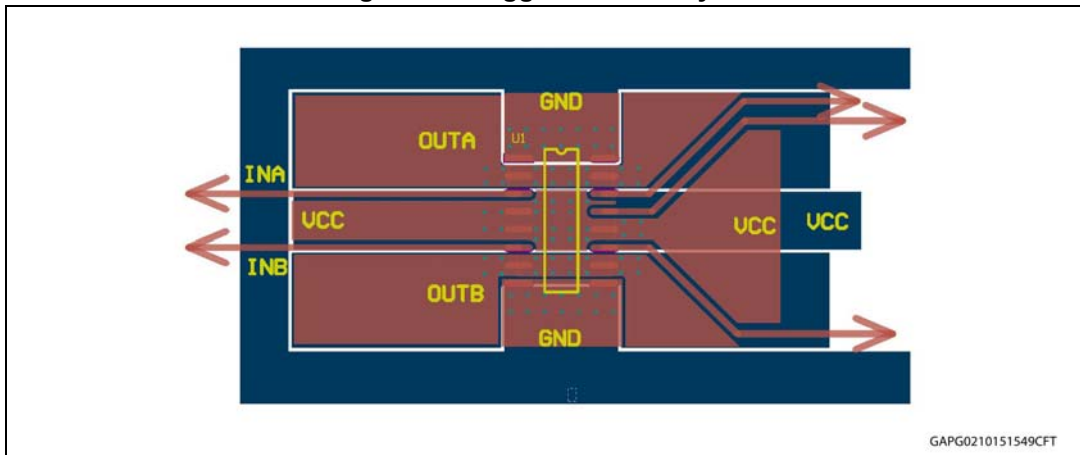 GND
U1
OUTA
INA
VCC
VCC
VCC
INB
OUTB
GND
GAPG0210151549CFT